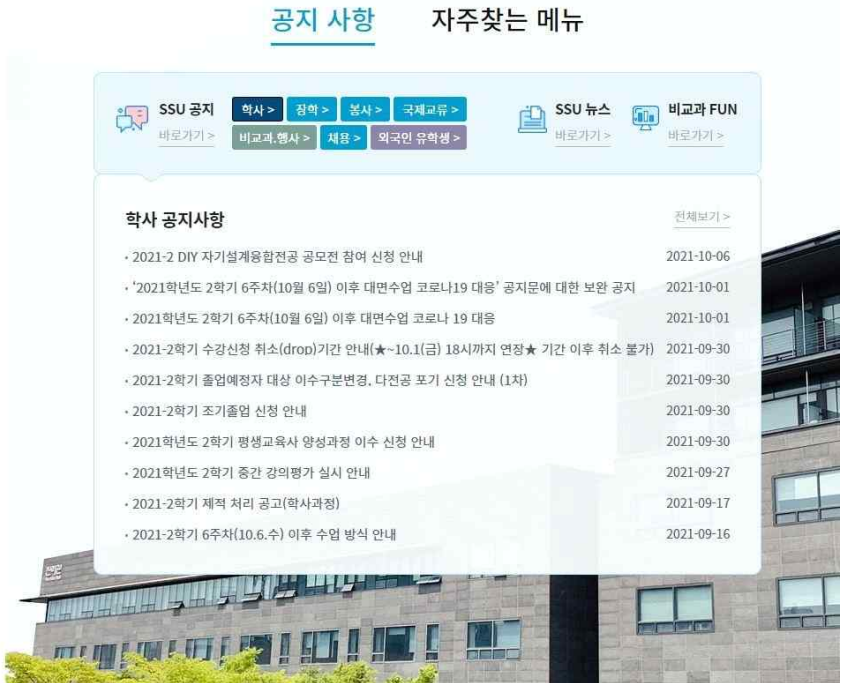 공지 사항 자주찾는 메뉴
SSU 공지 학사 > 장학 > 봉사 > 국제교류 > SSU 뉴스 비교과 FUN
바로가기 > 비교과.행사 > 채용 > 외국인 유학생 > 바로가기 > 바로가기 >
학사 공지사항 전체보기 >
· 2021-2 DIY 자기설계융합전공 공모전 참여 신청 안내 2021-10-06
· ‘2021학년도 2학기 6주차(10월 6일) 이후 대면수업 코로나19 대응’ 공지문에 대한 보완 공지 2021-10-01
· 2021학년도 2학기 6주차(10월 6일) 이후 대면수업 코로나 19 대응 2021-10-01
· 2021-2학기 수강신청 취소(drop)기간 안내(★~10.1(금) 18시까지 연장★ 기간 이후 취소 불가) 2021-09-30
· 2021-2학기 졸업예정자 대상 이수구분변경, 다전공 포기 신청 안내 (1차) 2021-09-30
· 2021-2학기 조기졸업 신청 안내 2021-09-30
· 2021학년도 2학기 평생교육사 양성과정 이수 신청 안내 2021-09-30
· 2021학년도 2학기 중간 강의평가 실시 안내 2021-09-27
· 2021-2학기 제적 처리 공고(학사과정) 2021-09-17
· 2021-2학기 6주차(10.6.수) 이후 수업 방식 안내 2021-09-16